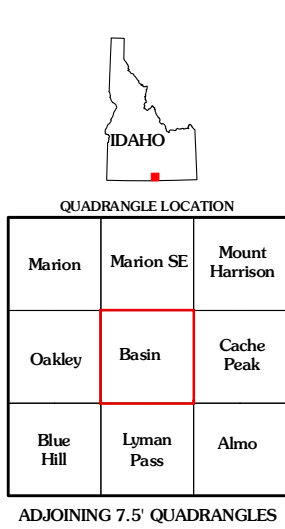 IDAHO
QUADRANGLE LOCATION
Marion
Marion SE
Mount
Harrison
Oakley
Basin
Cache
Peak
Blue
Hill
Lyman
Pass
Almo
ADJOINING 7.5' QUADRANGLES